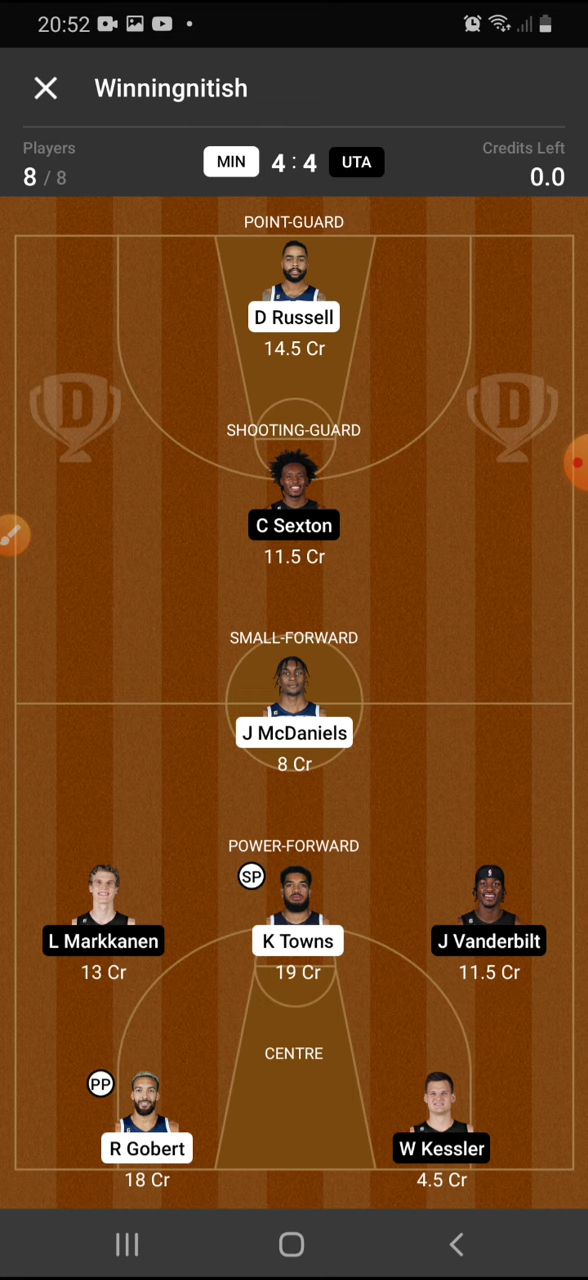 20:52
Winningnitish
Players
8 / 8
MIN 4 : 4 UTA
Credits Left
0.0
POINT-GUARD
D D
D Russell
14.5 Cr
SHOOTING-GUARD
C Sexton
11.5 Cr
SMALL-FORWARD
J McDaniels
8 Cr
POWER-FORWARD
SP
L Markkanen K Towns J Vanderbilt
13 Cr 19 Cr 11.5 Cr
CENTRE
PP
R Gobert W Kessler
18 Cr 4.5 Cr